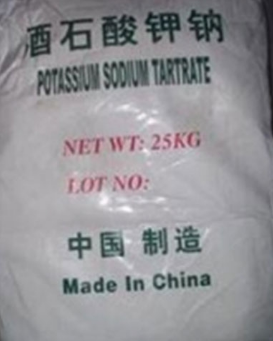 酒石酸钾钠
POTASSIUM SODIUM TARTRATE
NET WT: 25KG
LOT NO:
中国 制造
Made In China